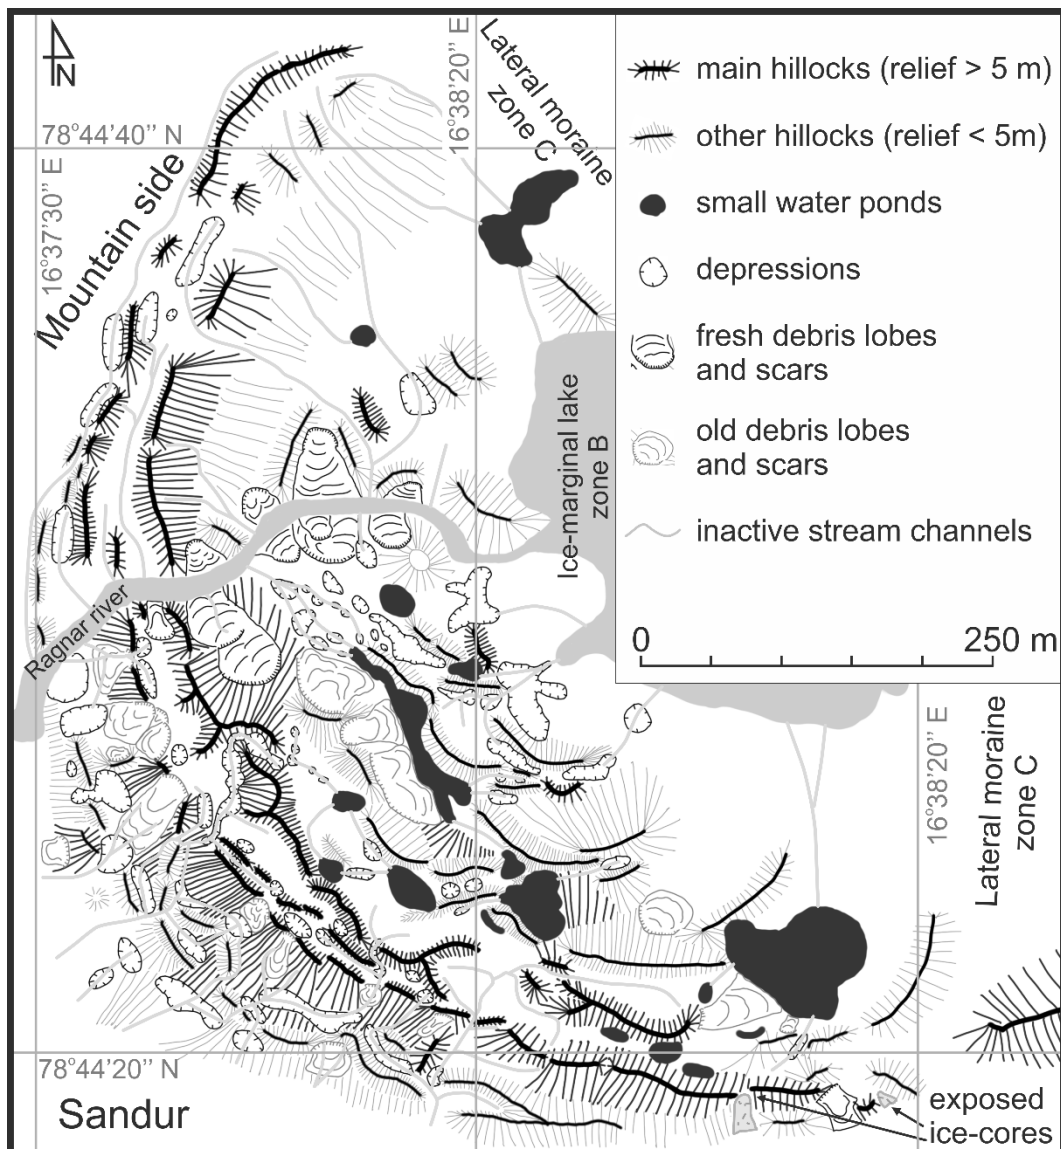 N
78°44'40'' N
16°37'30'' E
Mountain side
16°38'20'' E
Lateral moraine
zone C
main hillocks (relief > 5 m)
other hillocks (relief < 5m)
small water ponds
depressions
fresh debris lobes
and scars
old debris lobes
and scars
inactive stream channels
0 250 m
Ice-marginal lake
zone B
Ragnar river
16°38'20'' E
Lateral moraine
zone C
78°44'20'' N
Sandur
exposed
ice-cores